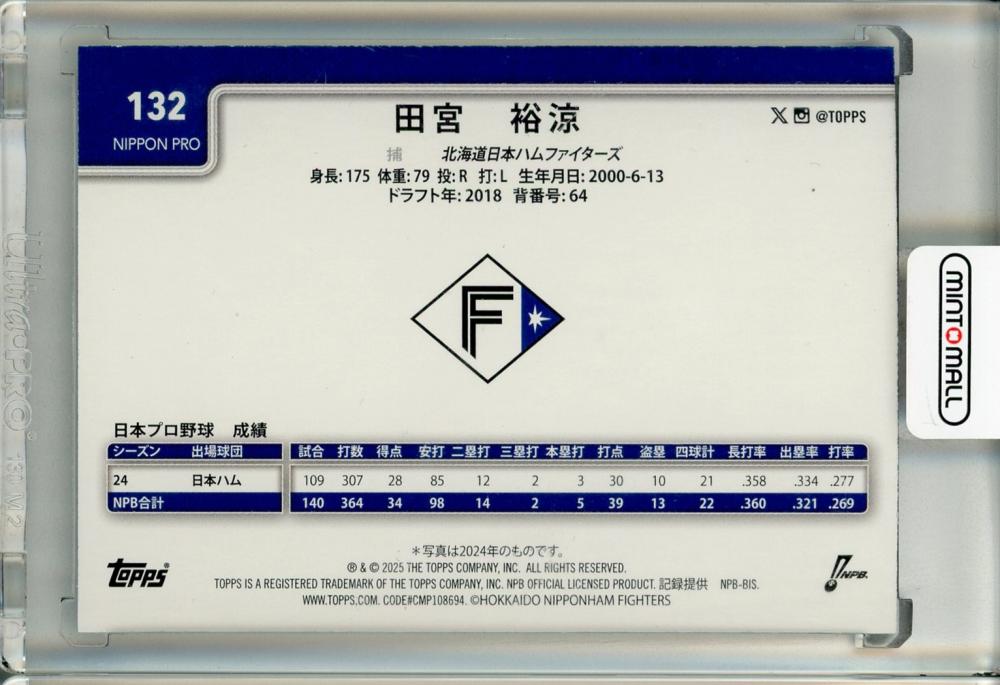 132
NIPPON PRO
田宮 裕涼
@TOPPS
捕 北海道日本ハムファイターズ
身長:175 体重:79 投:R 打:L 生年月日:2000-6-13
ドラフト年:2018 背番号:64
F
日本プロ野球 成績
シーズン 出場球団 試合 打数 得点 安打 二塁打 三塁打 本塁打 打点 盗塁 四球計 長打率 出塁率 打率
24 日本ハム 109 307 28 85 12 2 3 30 10 21 .358 .334 .277
NPB合計 140 364 34 98 14 2 5 39 13 22 .360 .321 .269
*写真は2024年のものです。
® & © 2025 THE TOPPS COMPANY, INC. ALL RIGHTS RESERVED.
TOPPS IS A REGISTERED TRADEMARK OF THE TOPPS COMPANY, INC. NPB OFFICIAL LICENSED PRODUCT. 記録提供 NPB-BIS.
WWW.TOPPS.COM. CODE#CMP108694. ©HOKKAIDO NIPPONHAM FIGHTERS
topps®
NPB.
MINT MALL
Ultra·PRO®